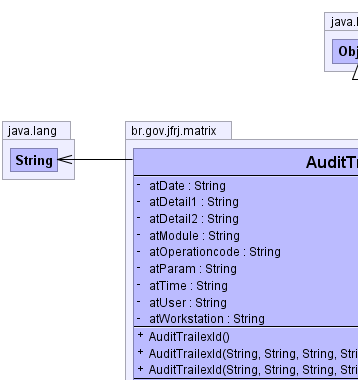 java.l
Obj
java.lang
String
br.gov.jfrj.matrix
AuditTra
- atDate : String
- atDetail1 : String
- atDetail2 : String
- atModule : String
- atOperationcode : String
- atParam : String
- atTime : String
- atUser : String
- atWorkstation : String
+ AuditTrailexId()
+ AuditTrailexId(String, String, String, Stri
+ AuditTrailexId(String, String, String, Stri